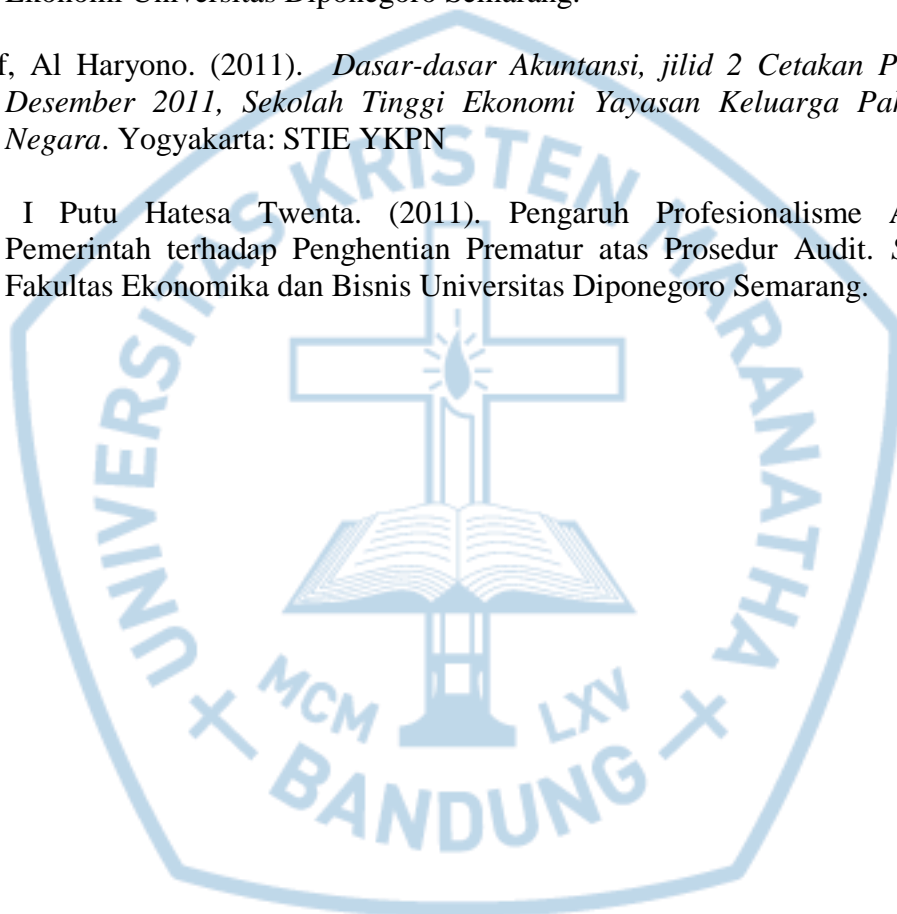 Ekonomi Universitas Diponegoro Semarang.
f, Al Haryono. (2011). Dasar-dasar Akuntansi, jilid 2 Cetakan P
Desember 2011, Sekolah Tinggi Ekonomi Yayasan Keluarga Pa
Negara. Yogyakarta: STIE YKPN
I Putu Hatesa Twenta. (2011). Pengaruh Profesionalisme A
Pemerintah terhadap Penghentian Prematur atas Prosedur Audit. S
Fakultas Ekonomika dan Bisnis Universitas Diponegoro Semarang.
UNIVERSITAS KRISTEN MARANATHA
MCM LXV
BANDUNG